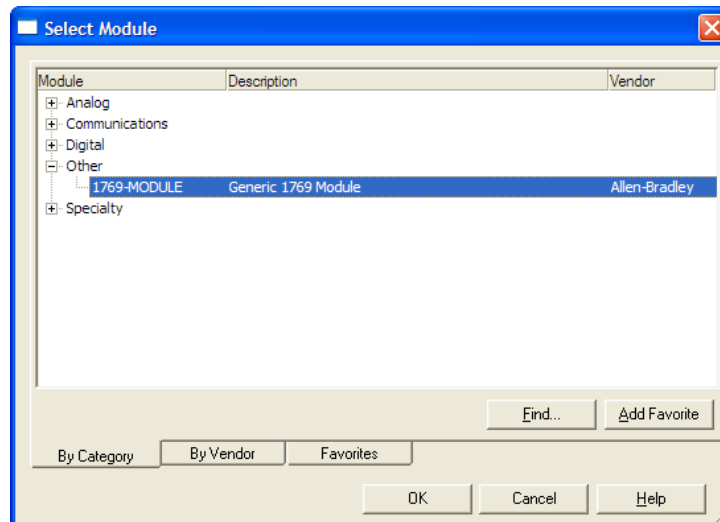 Select Module
Module Description Vendor
Analog
Communications
Digital
Other
1769-MODULE Generic 1769 Module Allen-Bradley
Specialty
Find... Add Favorite
By Category By Vendor Favorites
OK Cancel Help